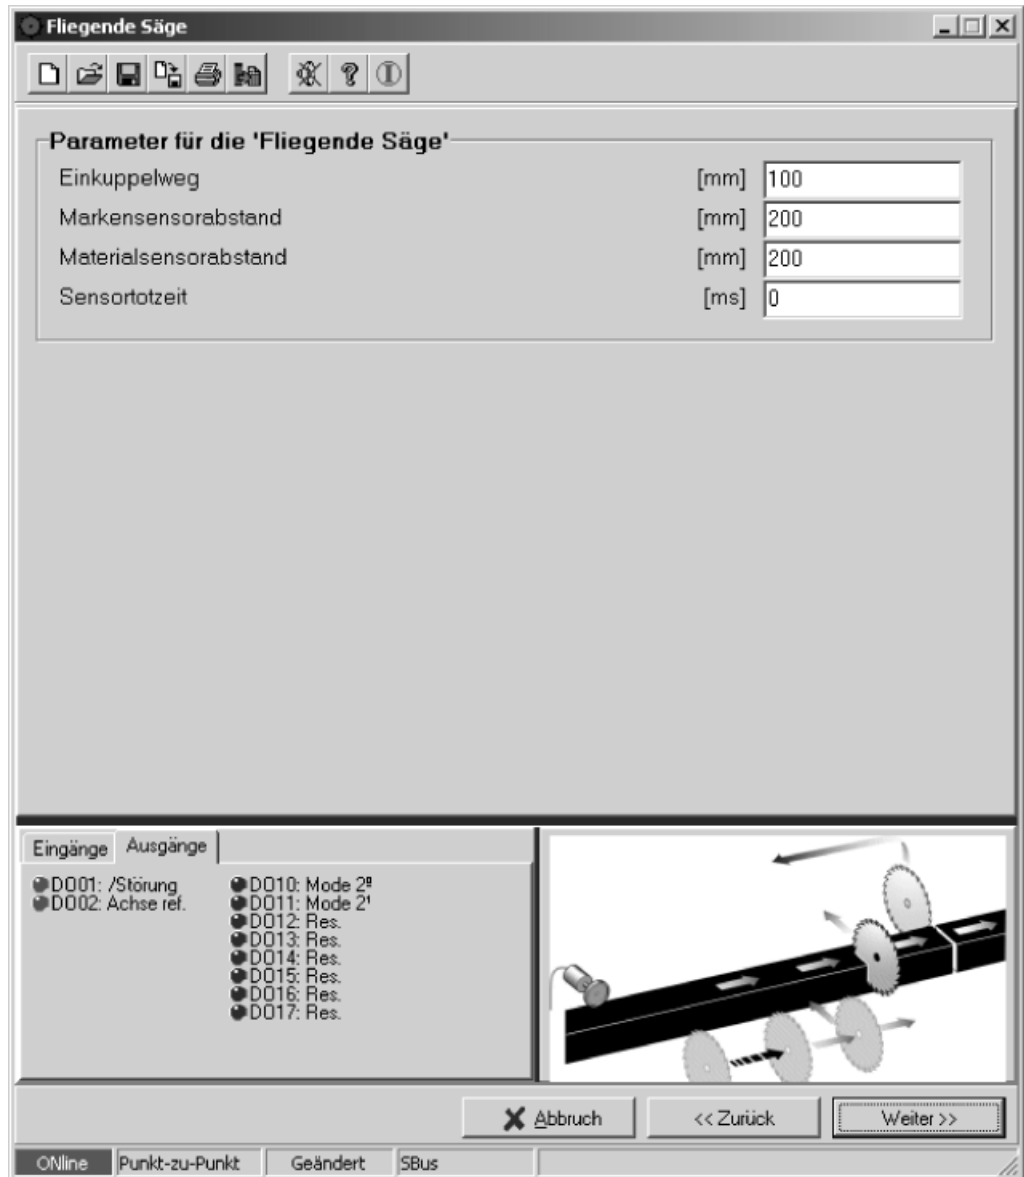 Fliegende Säge
Parameter für die 'Fliegende Säge'
Einkuppelweg [mm] 100
Markensensorabstand [mm] 200
Materialsensorabstand [mm] 200
Sensortotzeit [ms] 0
Eingänge Ausgänge
DO01: /Störung
DO02: Achse ref.
DO10: Mode 2⁰
DO11: Mode 2¹
DO12: Res.
DO13: Res.
DO14: Res.
DO15: Res.
DO16: Res.
DO17: Res.
Abbruch << Zurück Weiter >>
ONline Punkt-zu-Punkt Geändert SBus